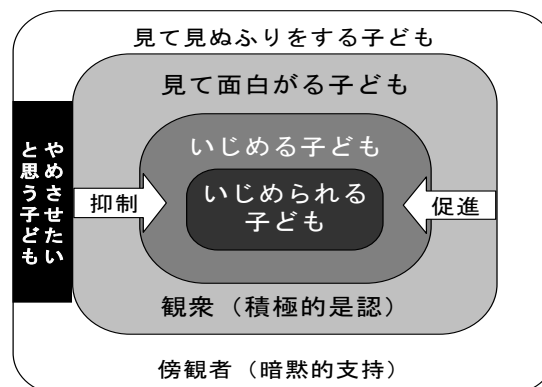 見て見ぬふりをする子ども
見て面白がる子ども
いじめる子ども
いじめられる
子ども
やめさせたい
と思う子ども
抑制
促進
観衆（積極的是認）
傍観者（暗黙的支持）